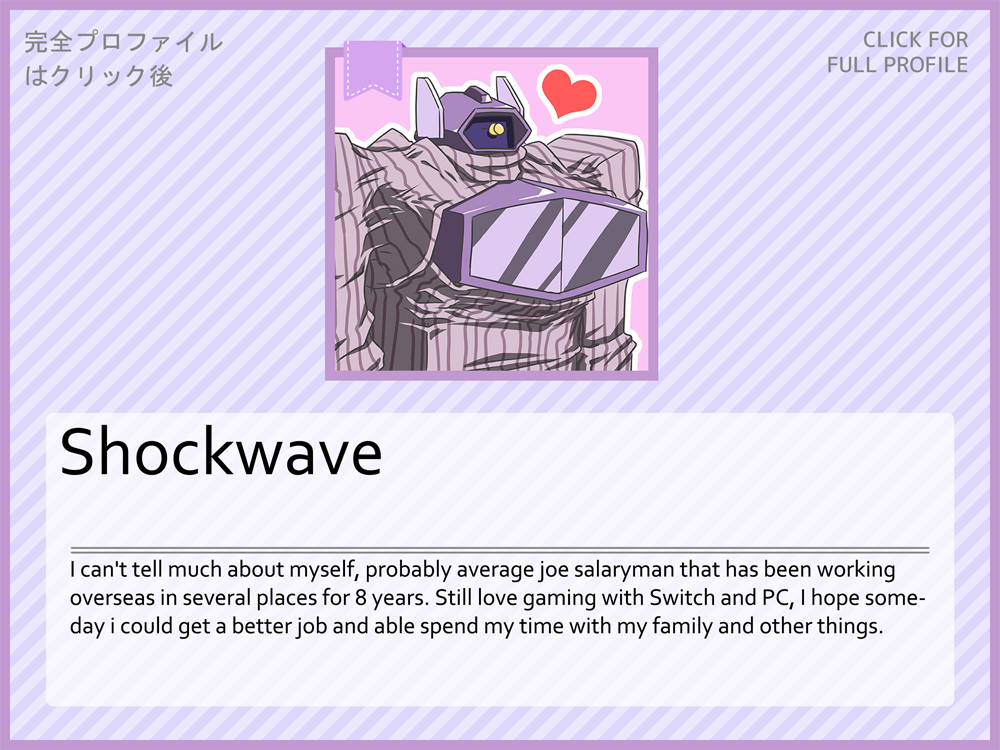 完全プロファイル
はクリック後
CLICK FOR
FULL PROFILE
Shockwave
I can't tell much about myself, probably average joe salaryman that has been working
overseas in several places for 8 years. Still love gaming with Switch and PC, I hope some-
day i could get a better job and able spend my time with my family and other things.